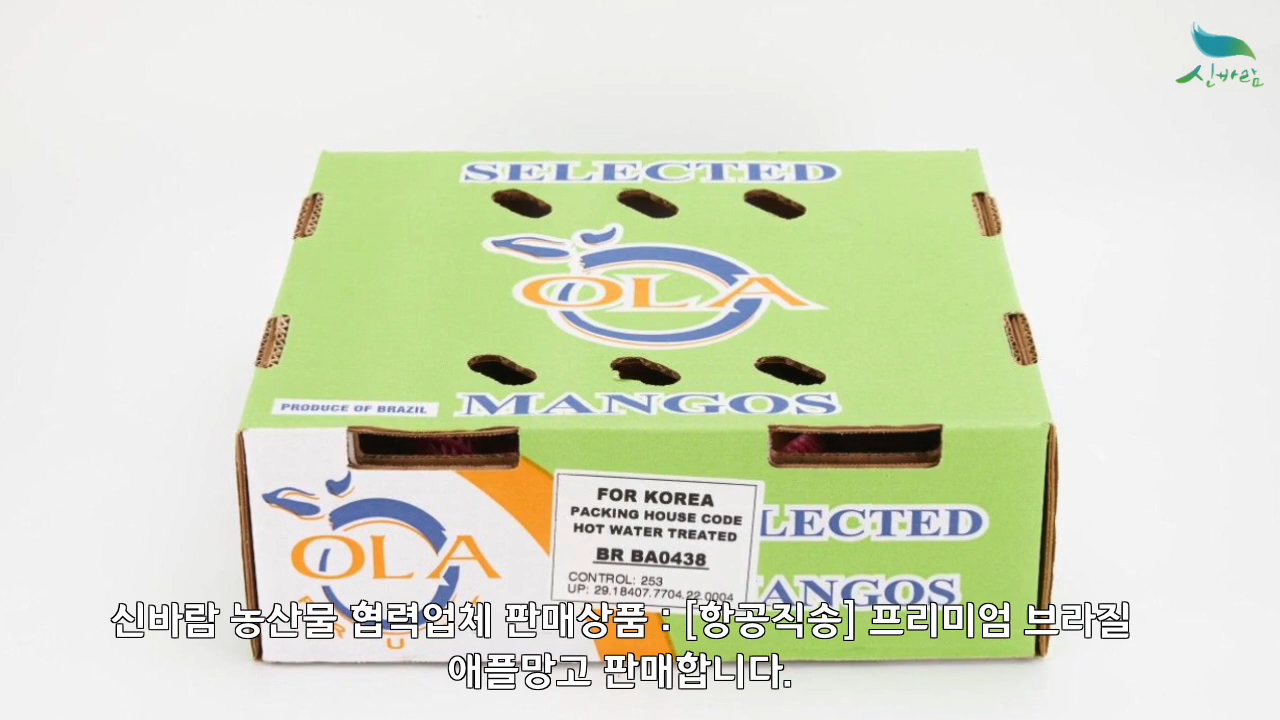 신바람
SELECTED
OLA
MANGOS
PRODUCE OF BRAZIL
OLA
FOR KOREA
PACKING HOUSE CODE
HOT WATER TREATED
BR BA0438
CONTROL: 253
UP: 29.18407.7704.22.0004
LECTED
MANGOS
신바람 농산물 협력업체 판매상품 : [항공직송] 프리미엄 브라질
애플망고 판매합니다.